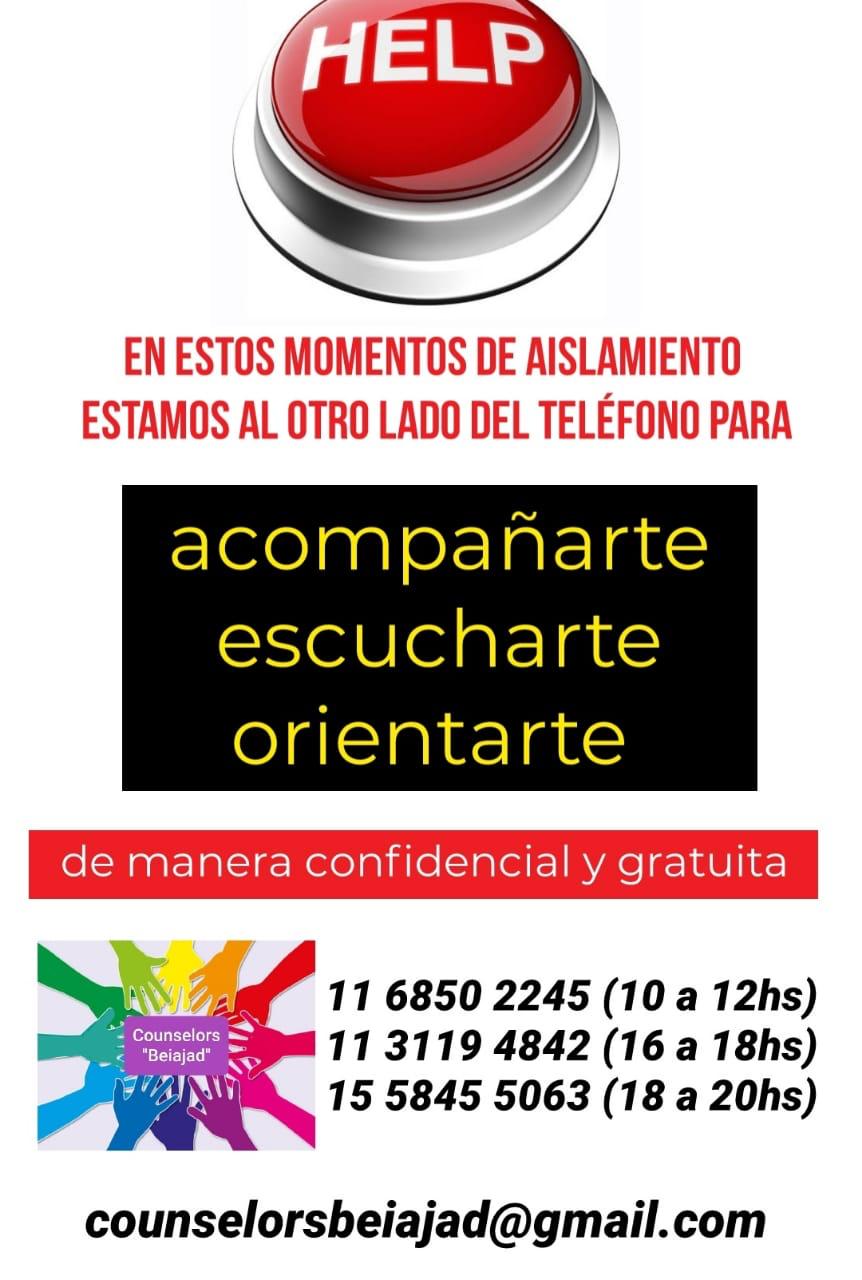 HELP
EN ESTOS MOMENTOS DE AISLAMIENTO
ESTAMOS AL OTRO LADO DEL TELÉFONO PARA
acompañarte
escucharte
orientarte
de manera confidencial y gratuita
Counselors
"Beiajad"
11 6850 2245 (10 a 12hs)
11 3119 4842 (16 a 18hs)
15 5845 5063 (18 a 20hs)
counselorsbeiajad@gmail.com